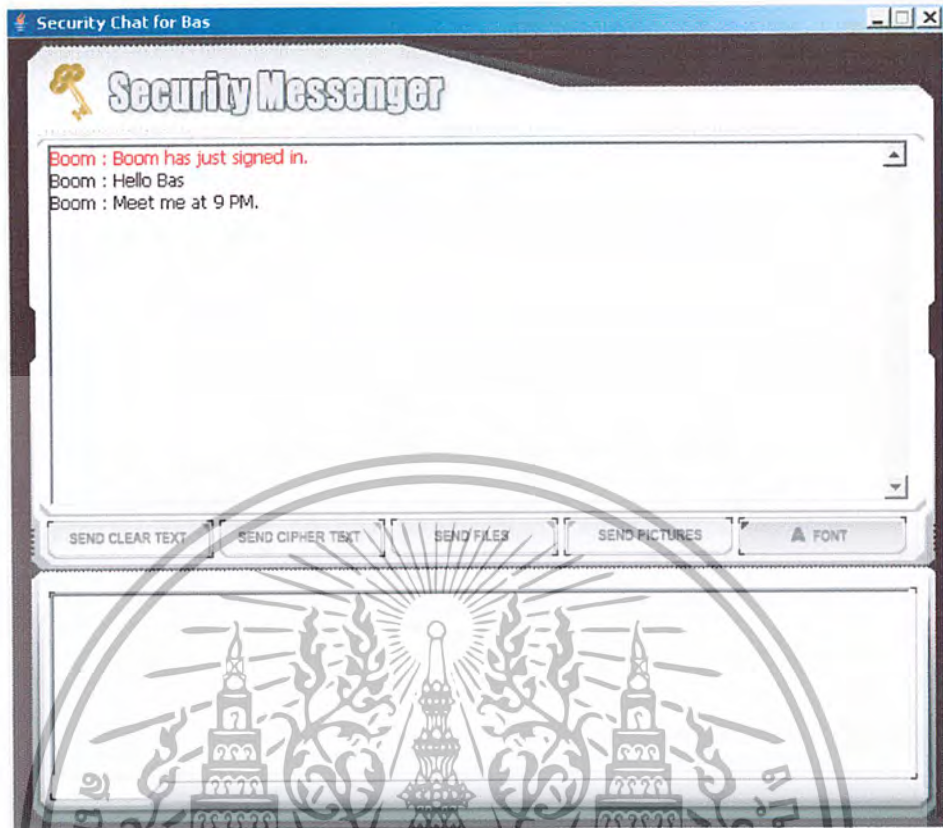 Security Chat for Bas
Security Messenger
Boom : Boom has just signed in.
Boom : Hello Bas
Boom : Meet me at 9 PM.
SEND CLEAR TEXT SEND CIPHER TEXT SEND FILES SEND PICTURES A FONT